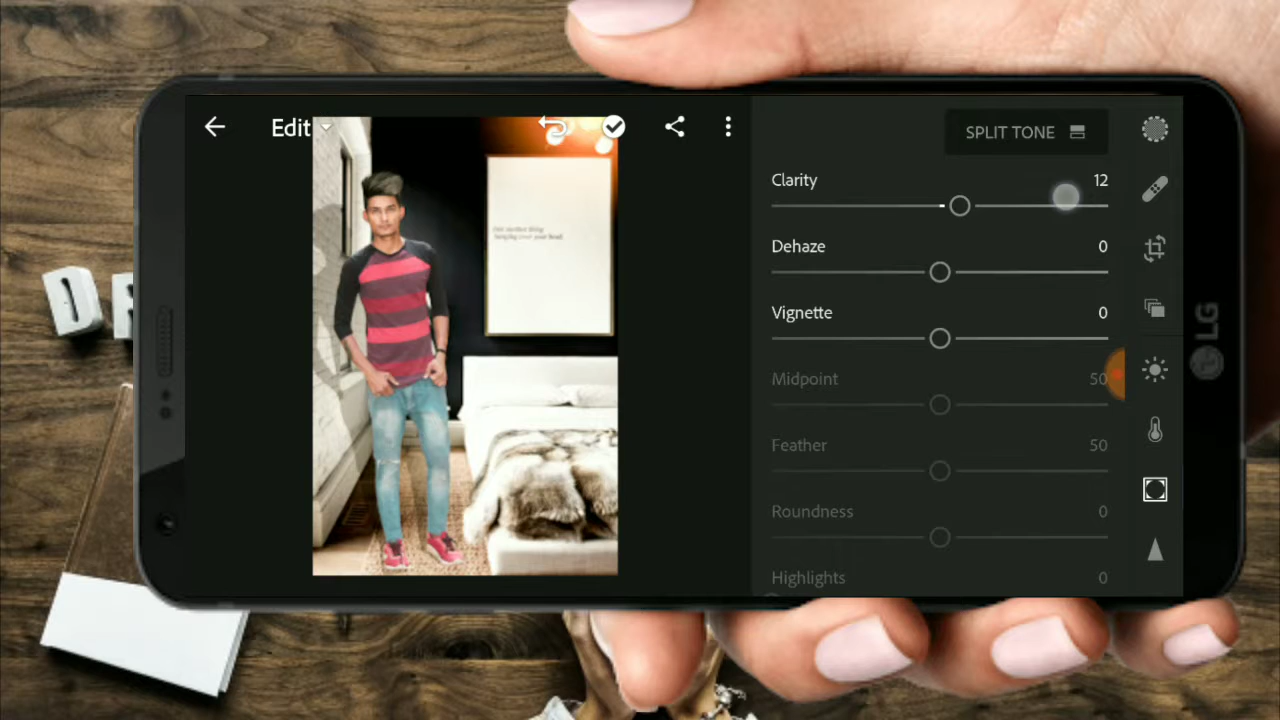 Edit
SPLIT TONE
Clarity 12
Dehaze 0
Vignette 0
Midpoint 50
Feather 50
Roundness 0
Highlights 0
LG